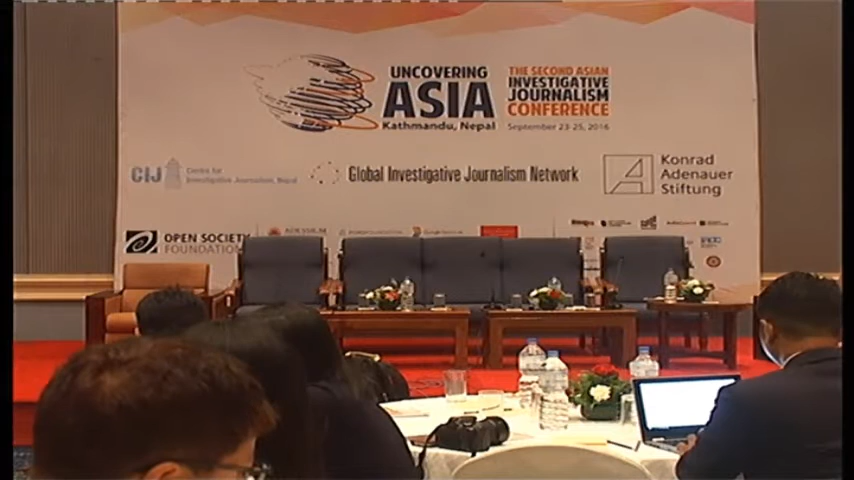 UNCOVERING
ASIA
Kathmandu, Nepal
THE SECOND ASIAN
INVESTIGATIVE
JOURNALISM
CONFERENCE
September 23-25, 2016
CIJ
Centre for
Investigative Journalism, Nepal
Global Investigative Journalism Network
Konrad
Adenauer
Stiftung
OPEN SOCIETY
FOUNDATIONS